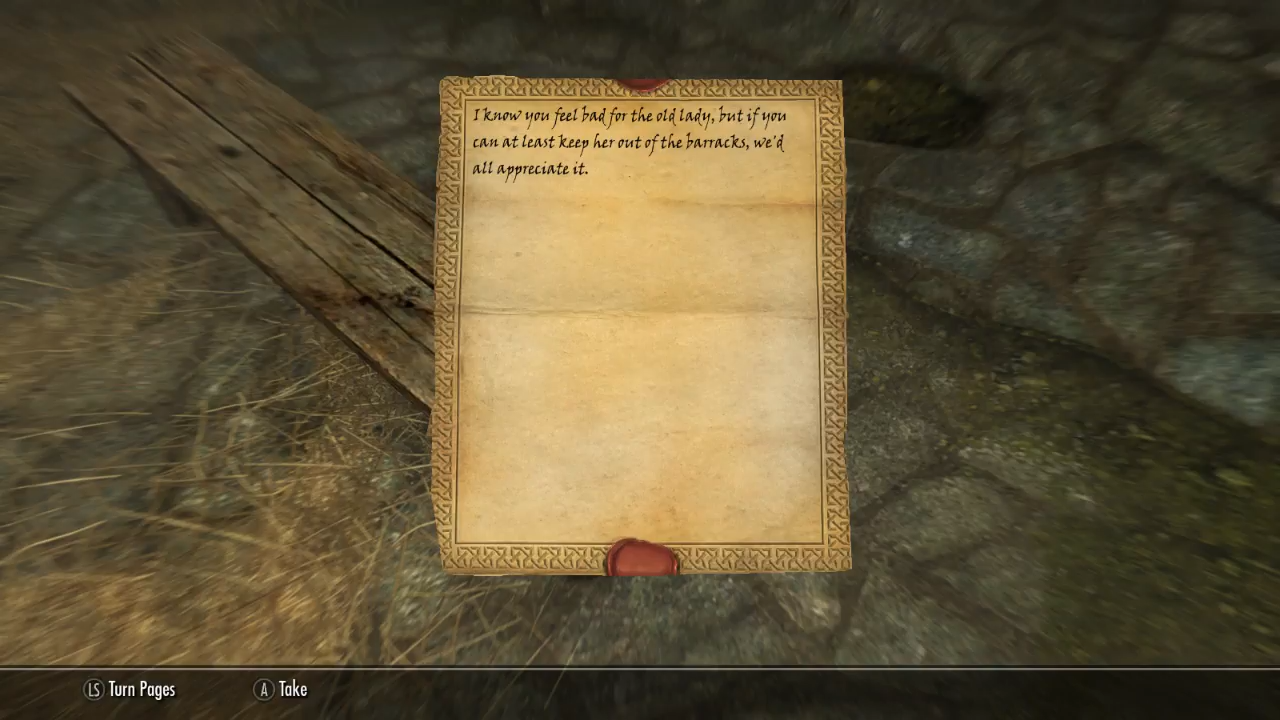 I know you feel bad for the old lady, but if you
can at least keep her out of the barracks, we'd
all appreciate it.
LS Turn Pages
A Take